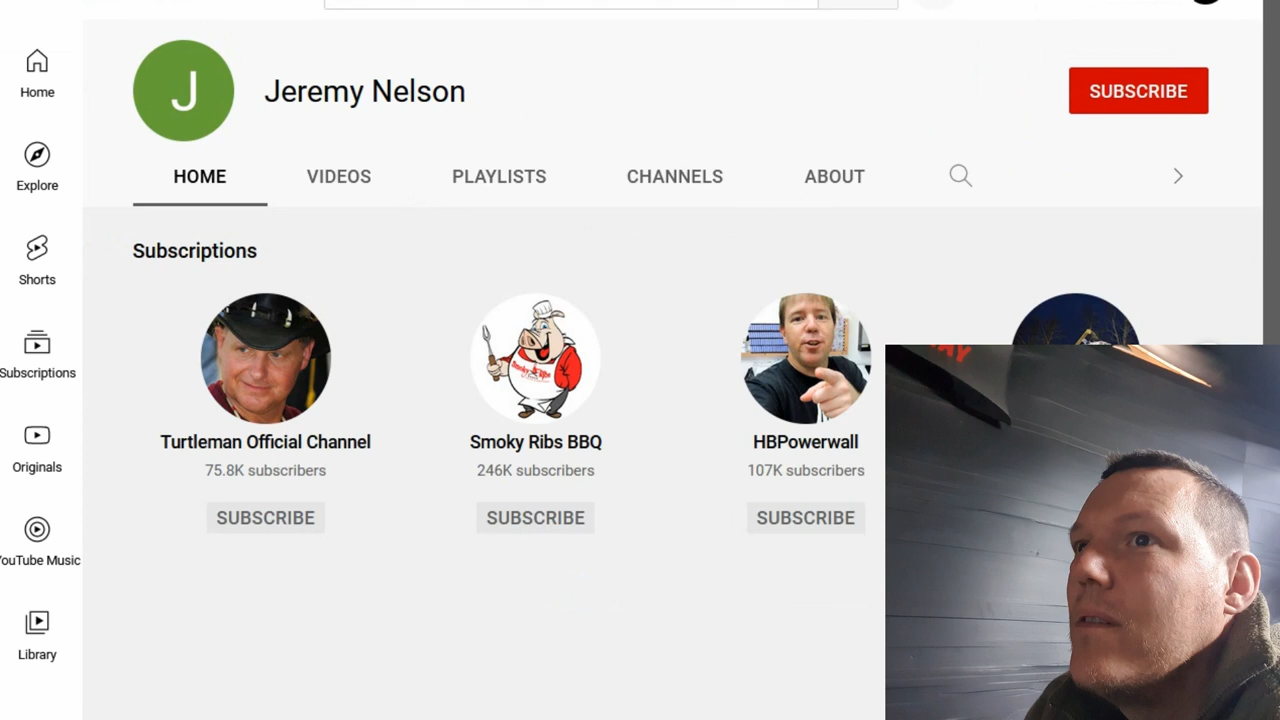 Jeremy Nelson
J
SUBSCRIBE
HOME
VIDEOS
PLAYLISTS
CHANNELS
ABOUT
Home
Explore
Shorts
Subscriptions
Originals
YouTube Music
Library
Subscriptions
Turtleman Official Channel
75.8K subscribers
SUBSCRIBE
Smoky Ribs BBQ
246K subscribers
SUBSCRIBE
HBPowerwall
107K subscribers
SUBSCRIBE